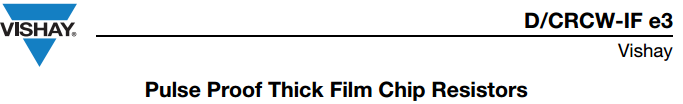 VISHAY®
D/CRCW-IF e3
Vishay
Pulse Proof Thick Film Chip Resistors